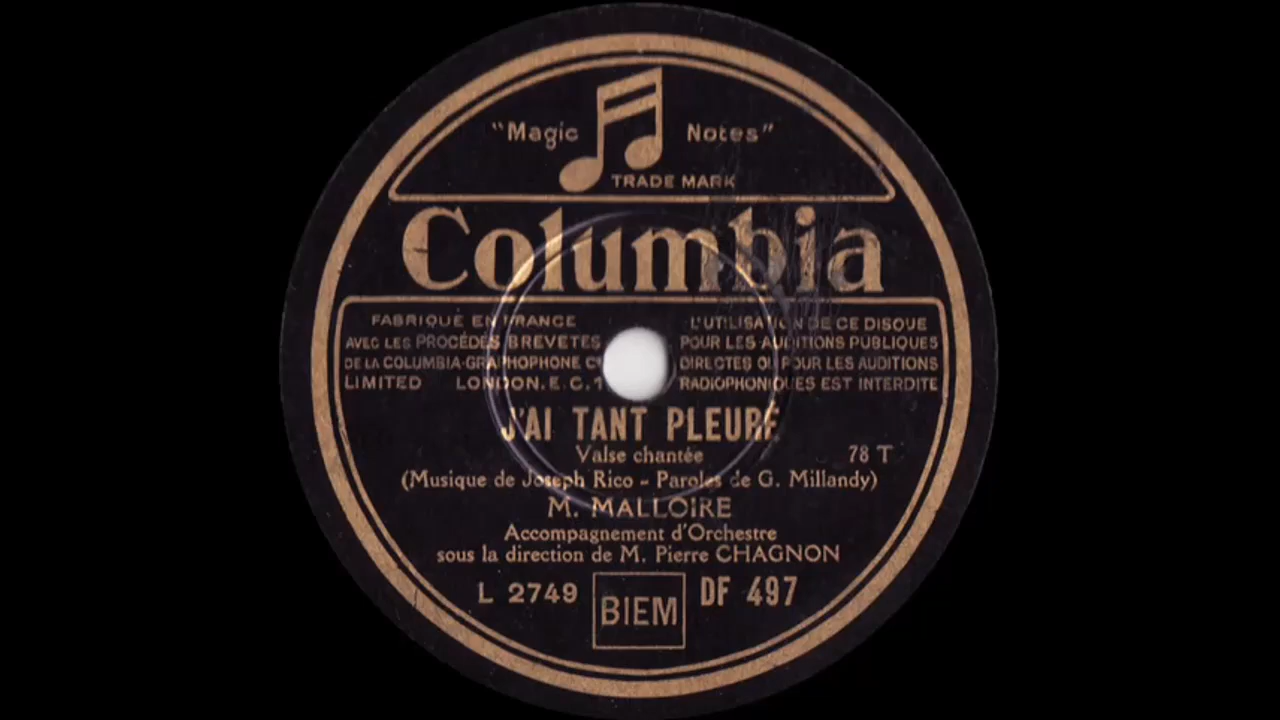 "Magic Notes"
TRADE MARK
Columbia
FABRIQUÉ EN FRANCE
AVEC LES PROCÉDÉS BREVETES
DE LA COLUMBIA-GRAPHOPHONE Cº
LIMITED LONDON.E.C.1
L'UTILISATION DE CE DISQUE
POUR LES AUDITIONS PUBLIQUES
DIRECTES OU POUR LES AUDITIONS
RADIOPHONIQUES EST INTERDITE
J'AI TANT PLEURÉ
Valse chantée
78 T
(Musique de Joseph Rico - Paroles de G. Millandy)
M. MALLOIRE
Accompagnement d'Orchestre
sous la direction de M. Pierre CHAGNON
L 2749 BIEM DF 497